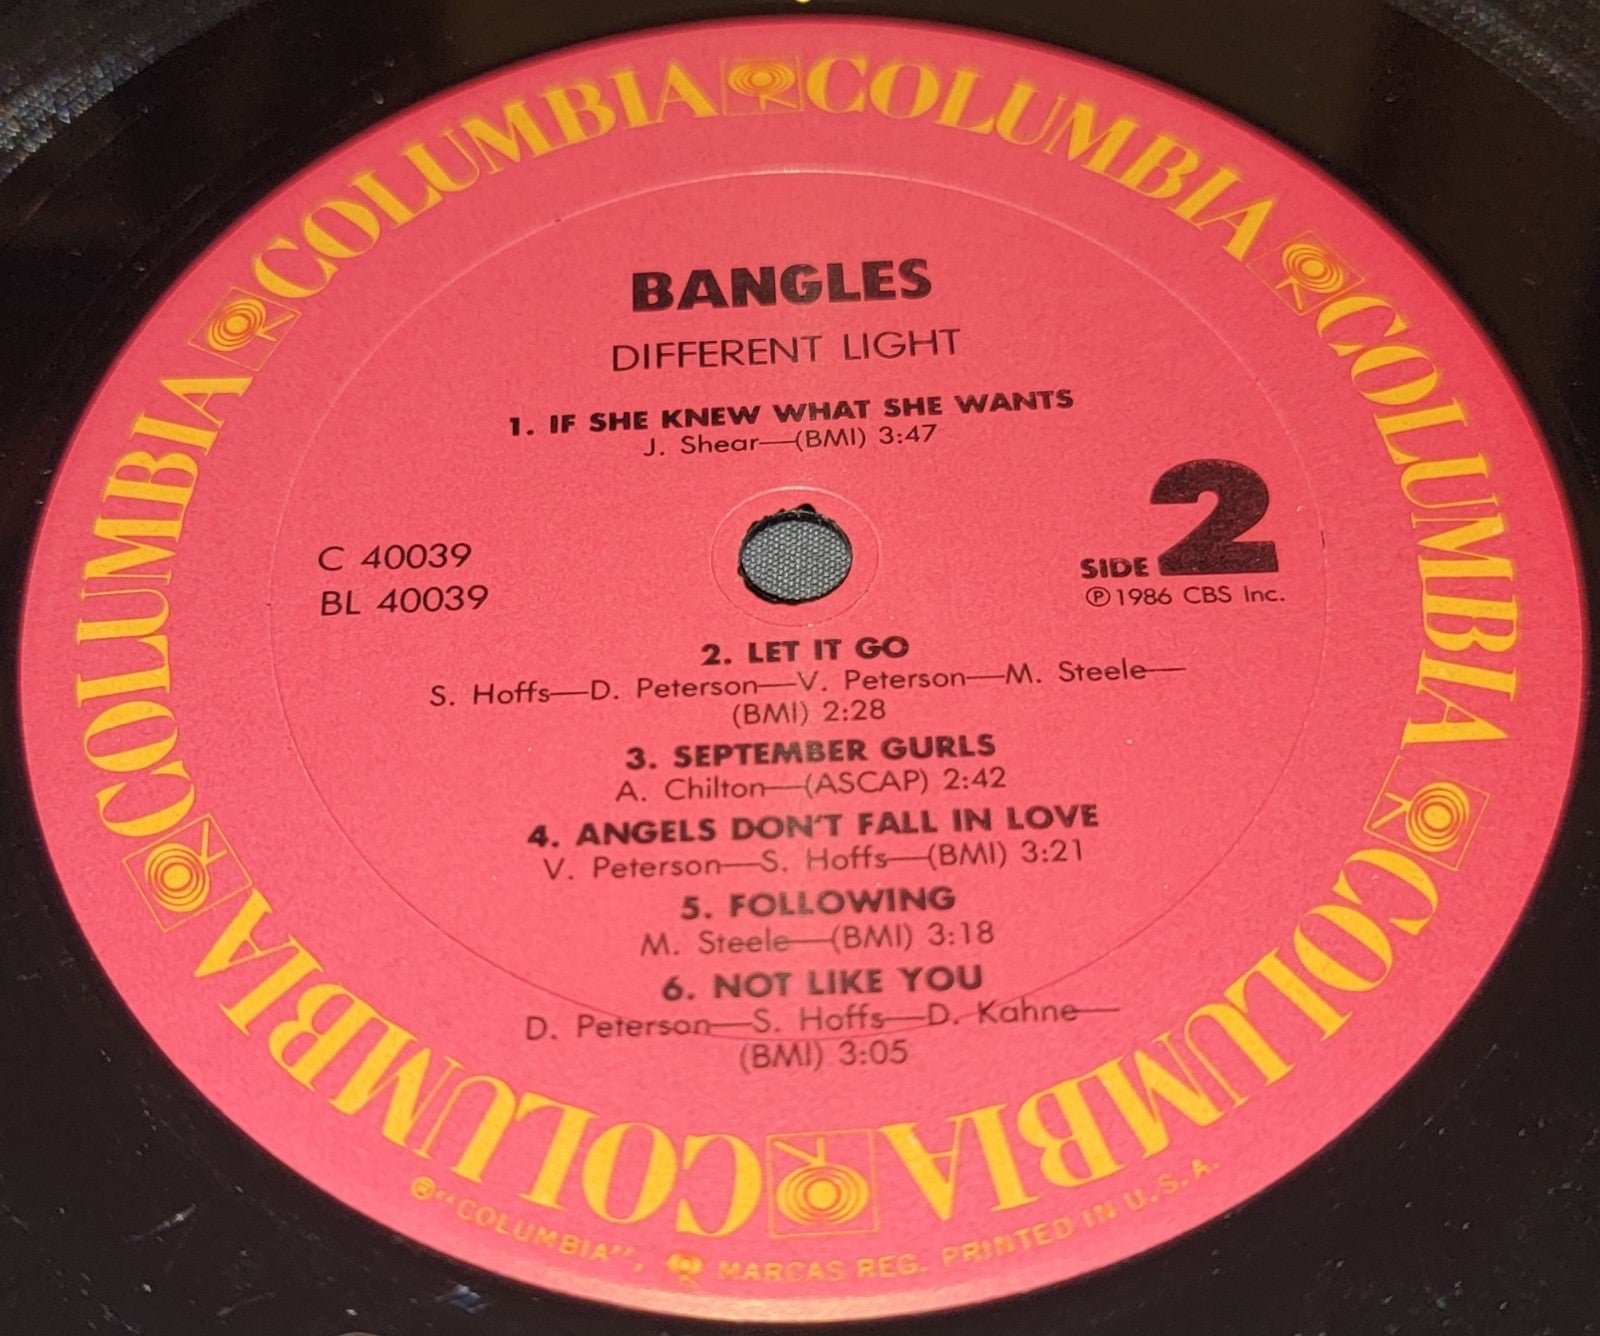 COLUMBIA COLUMBIA COLUMBIA COLUMBIA COLUMBIA COLUMBIA
BANGLES
DIFFERENT LIGHT
1. IF SHE KNEW WHAT SHE WANTS
J. Shear—(BMI) 3:47
C 40039
BL 40039
SIDE 2
Ⓟ1986 CBS Inc.
2. LET IT GO
S. Hoffs—D. Peterson—V. Peterson—M. Steele—
(BMI) 2:28
3. SEPTEMBER GURLS
A. Chilton—(ASCAP) 2:42
4. ANGELS DON'T FALL IN LOVE
V. Peterson—S. Hoffs—(BMI) 3:21
5. FOLLOWING
M. Steele—(BMI) 3:18
6. NOT LIKE YOU
D. Peterson—S. Hoffs—D. Kahne—
(BMI) 3:05
® "COLUMBIA", MARCAS REG. PRINTED IN U.S.A.